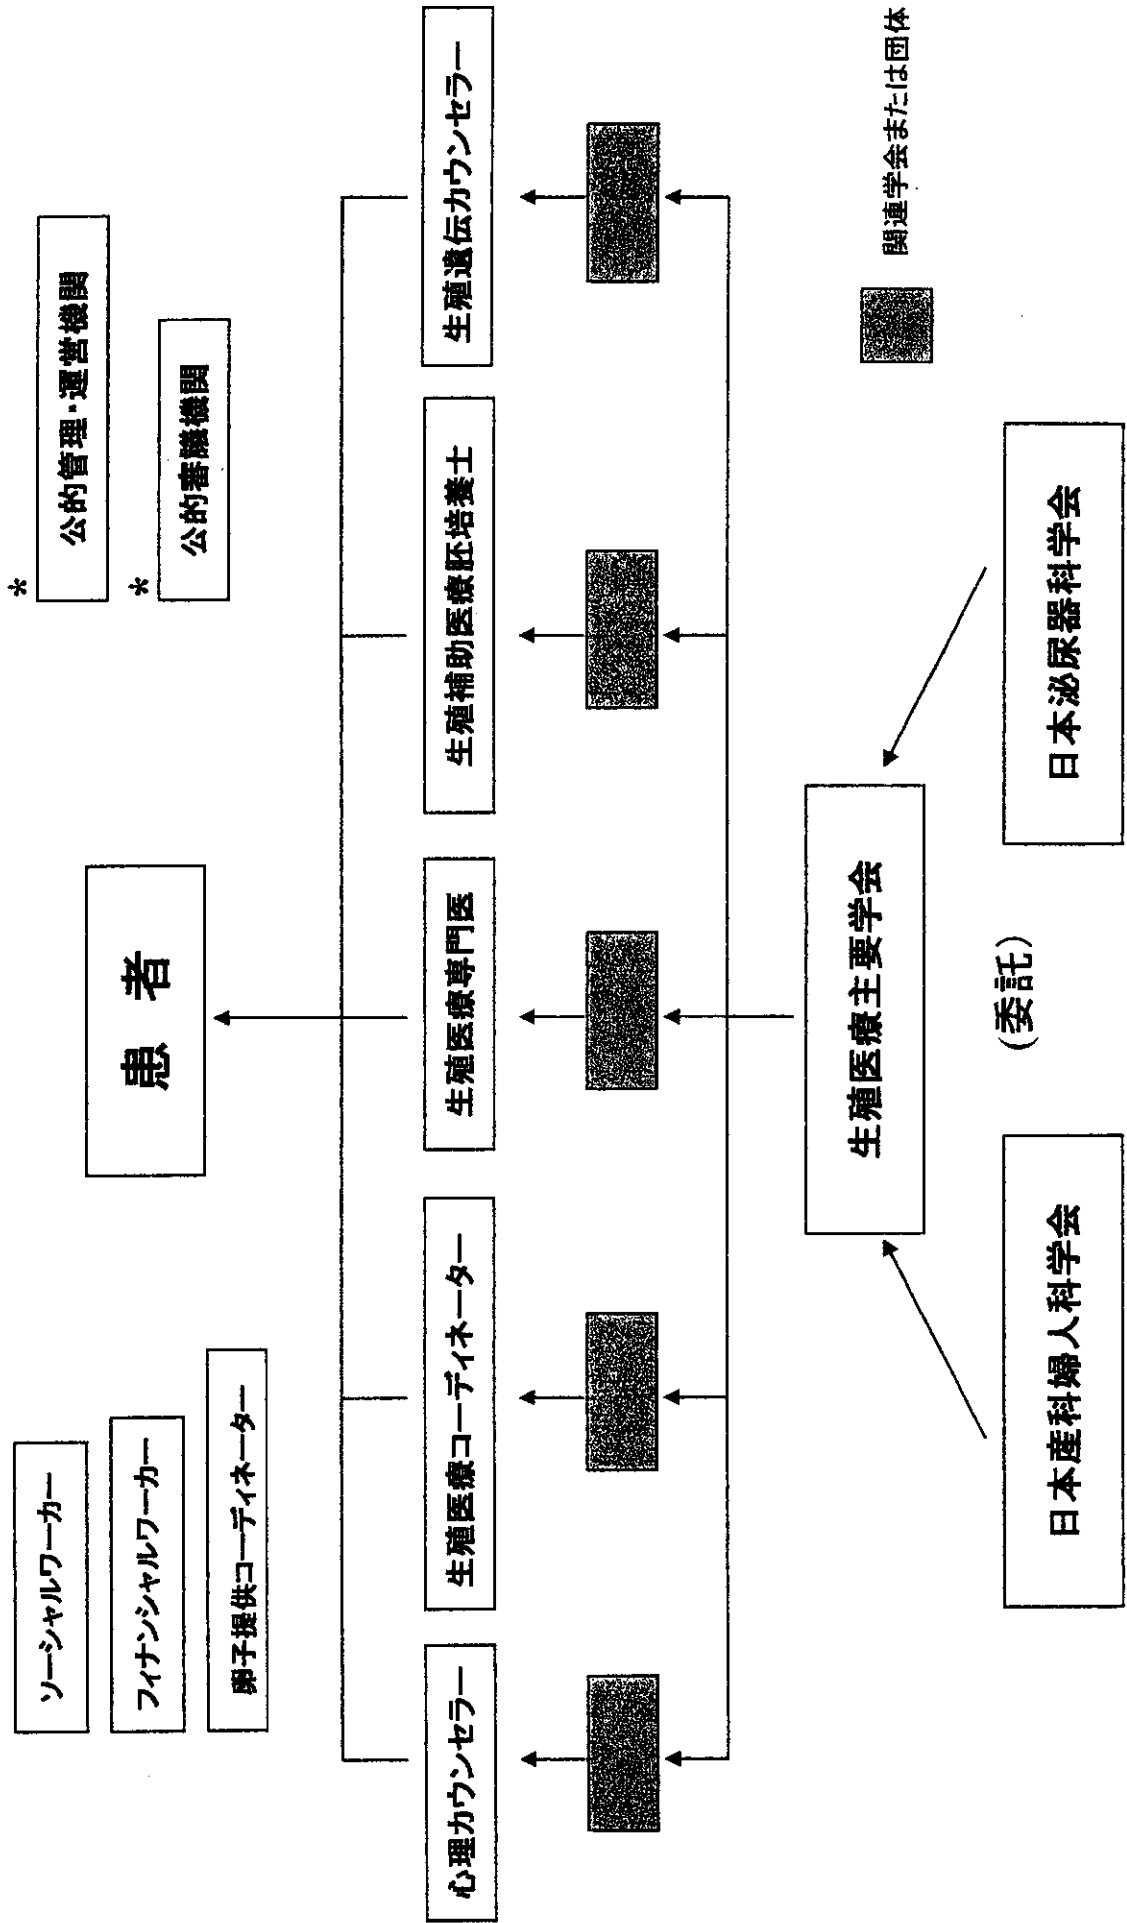 ソーシャルワーカー
フィナンシャルワーカー
卵子提供コーディネーター
患 者
*
公的管理・運営機関
*
公的審議機関
心理カウンセラー
生殖医療コーディネーター
生殖医療専門医
生殖補助医療胚培養士
生殖遺伝カウンセラー
生殖医療主要学会
関連学会または団体
(委託)
日本産科婦人科学会
日本泌尿器科学会